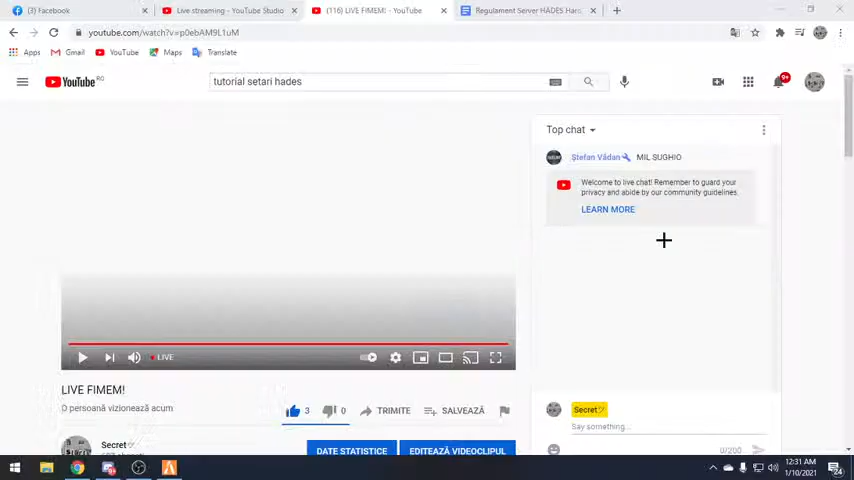 (3) Facebook
Live streaming - YouTube Studio
(116) LIVE FIMEM! - YouTube
Regulament Server HADES Hard
youtube.com/watch?v=p0ebAM9L1uM
Apps
Gmail
YouTube
Maps
Translate
YouTube RO
tutorial setari hades
9+
Top chat
Ștefan Vădan MIL SUGHIO
Welcome to live chat! Remember to guard your
privacy and abide by our community guidelines.
LEARN MORE
LIVE
LIVE FIMEM!
O persoană vizionează acum
3
0
TRIMITE
SALVEAZĂ
Secret
Say something...
0/200
Secret
DATE STATISTICE
EDITEAZĂ VIDEOCLIPUL
12:31 AM
1/10/2021
24